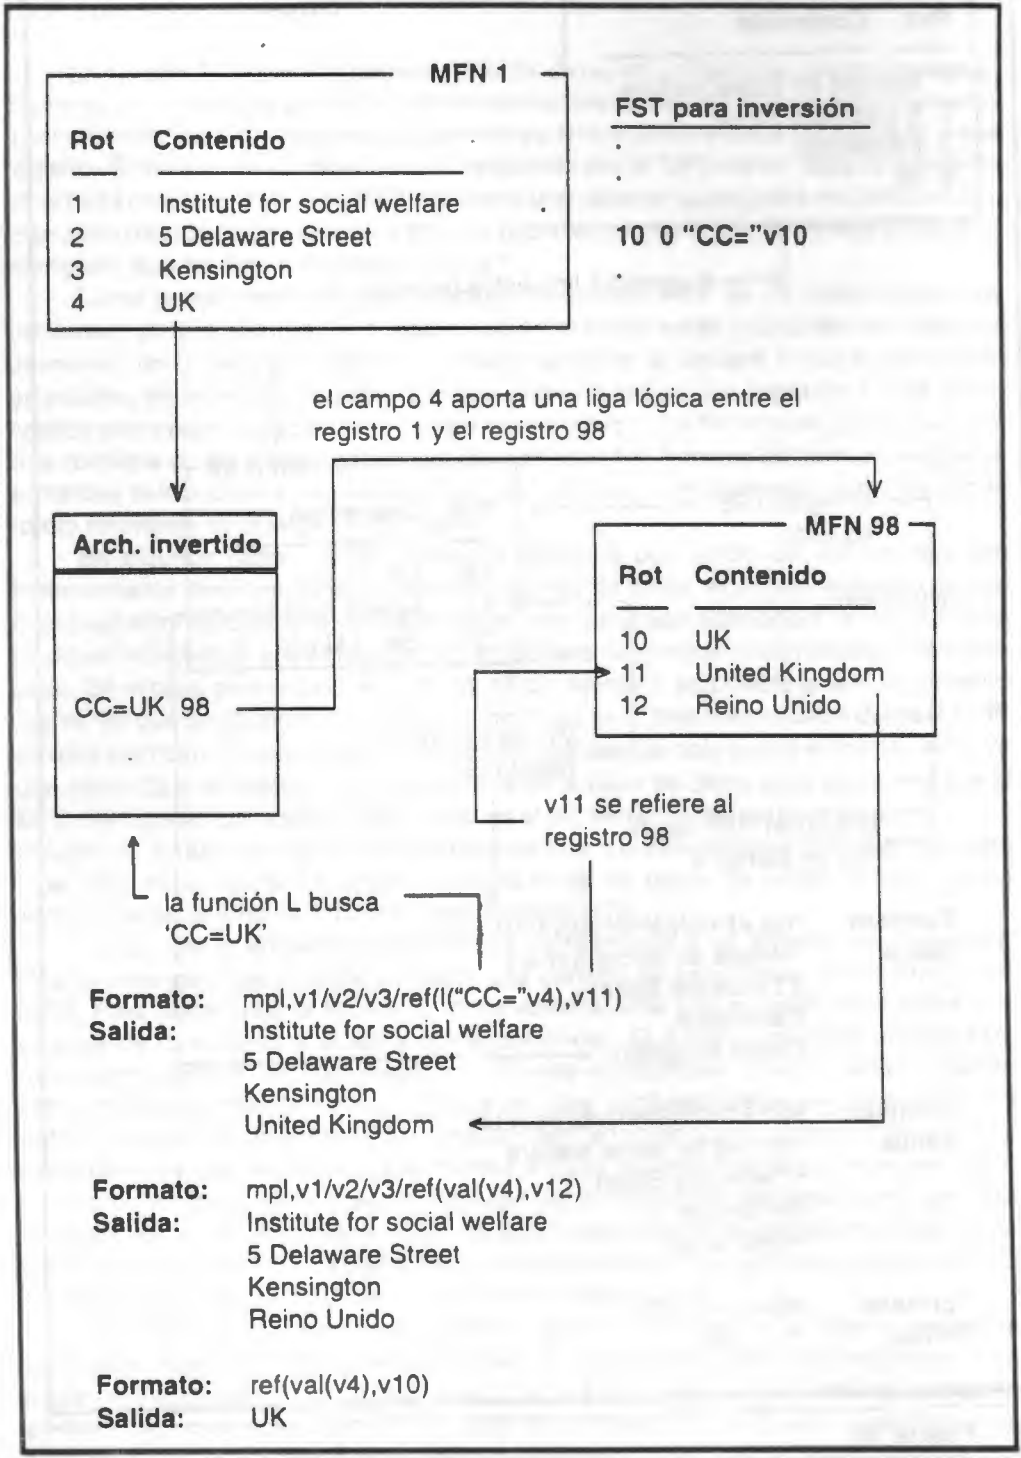 MFN 1
Rot Contenido
1 Institute for social welfare
2 5 Delaware Street
3 Kensington
4 UK
FST para inversión
.
.
10 0 “CC=”v10
.
el campo 4 aporta una liga lógica entre el
registro 1 y el registro 98
Arch. invertido
CC=UK 98
MFN 98
Rot Contenido
10 UK
11 United Kingdom
12 Reino Unido
v11 se refiere al
registro 98
la función L busca
‘CC=UK’
Formato: mpl,v1/v2/v3/ref(l(“CC=”v4),v11)
Salida: Institute for social welfare
5 Delaware Street
Kensington
United Kingdom
Formato: mpl,v1/v2/v3/ref(val(v4),v12)
Salida: Institute for social welfare
5 Delaware Street
Kensington
Reino Unido
Formato: ref(val(v4),v10)
Salida: UK